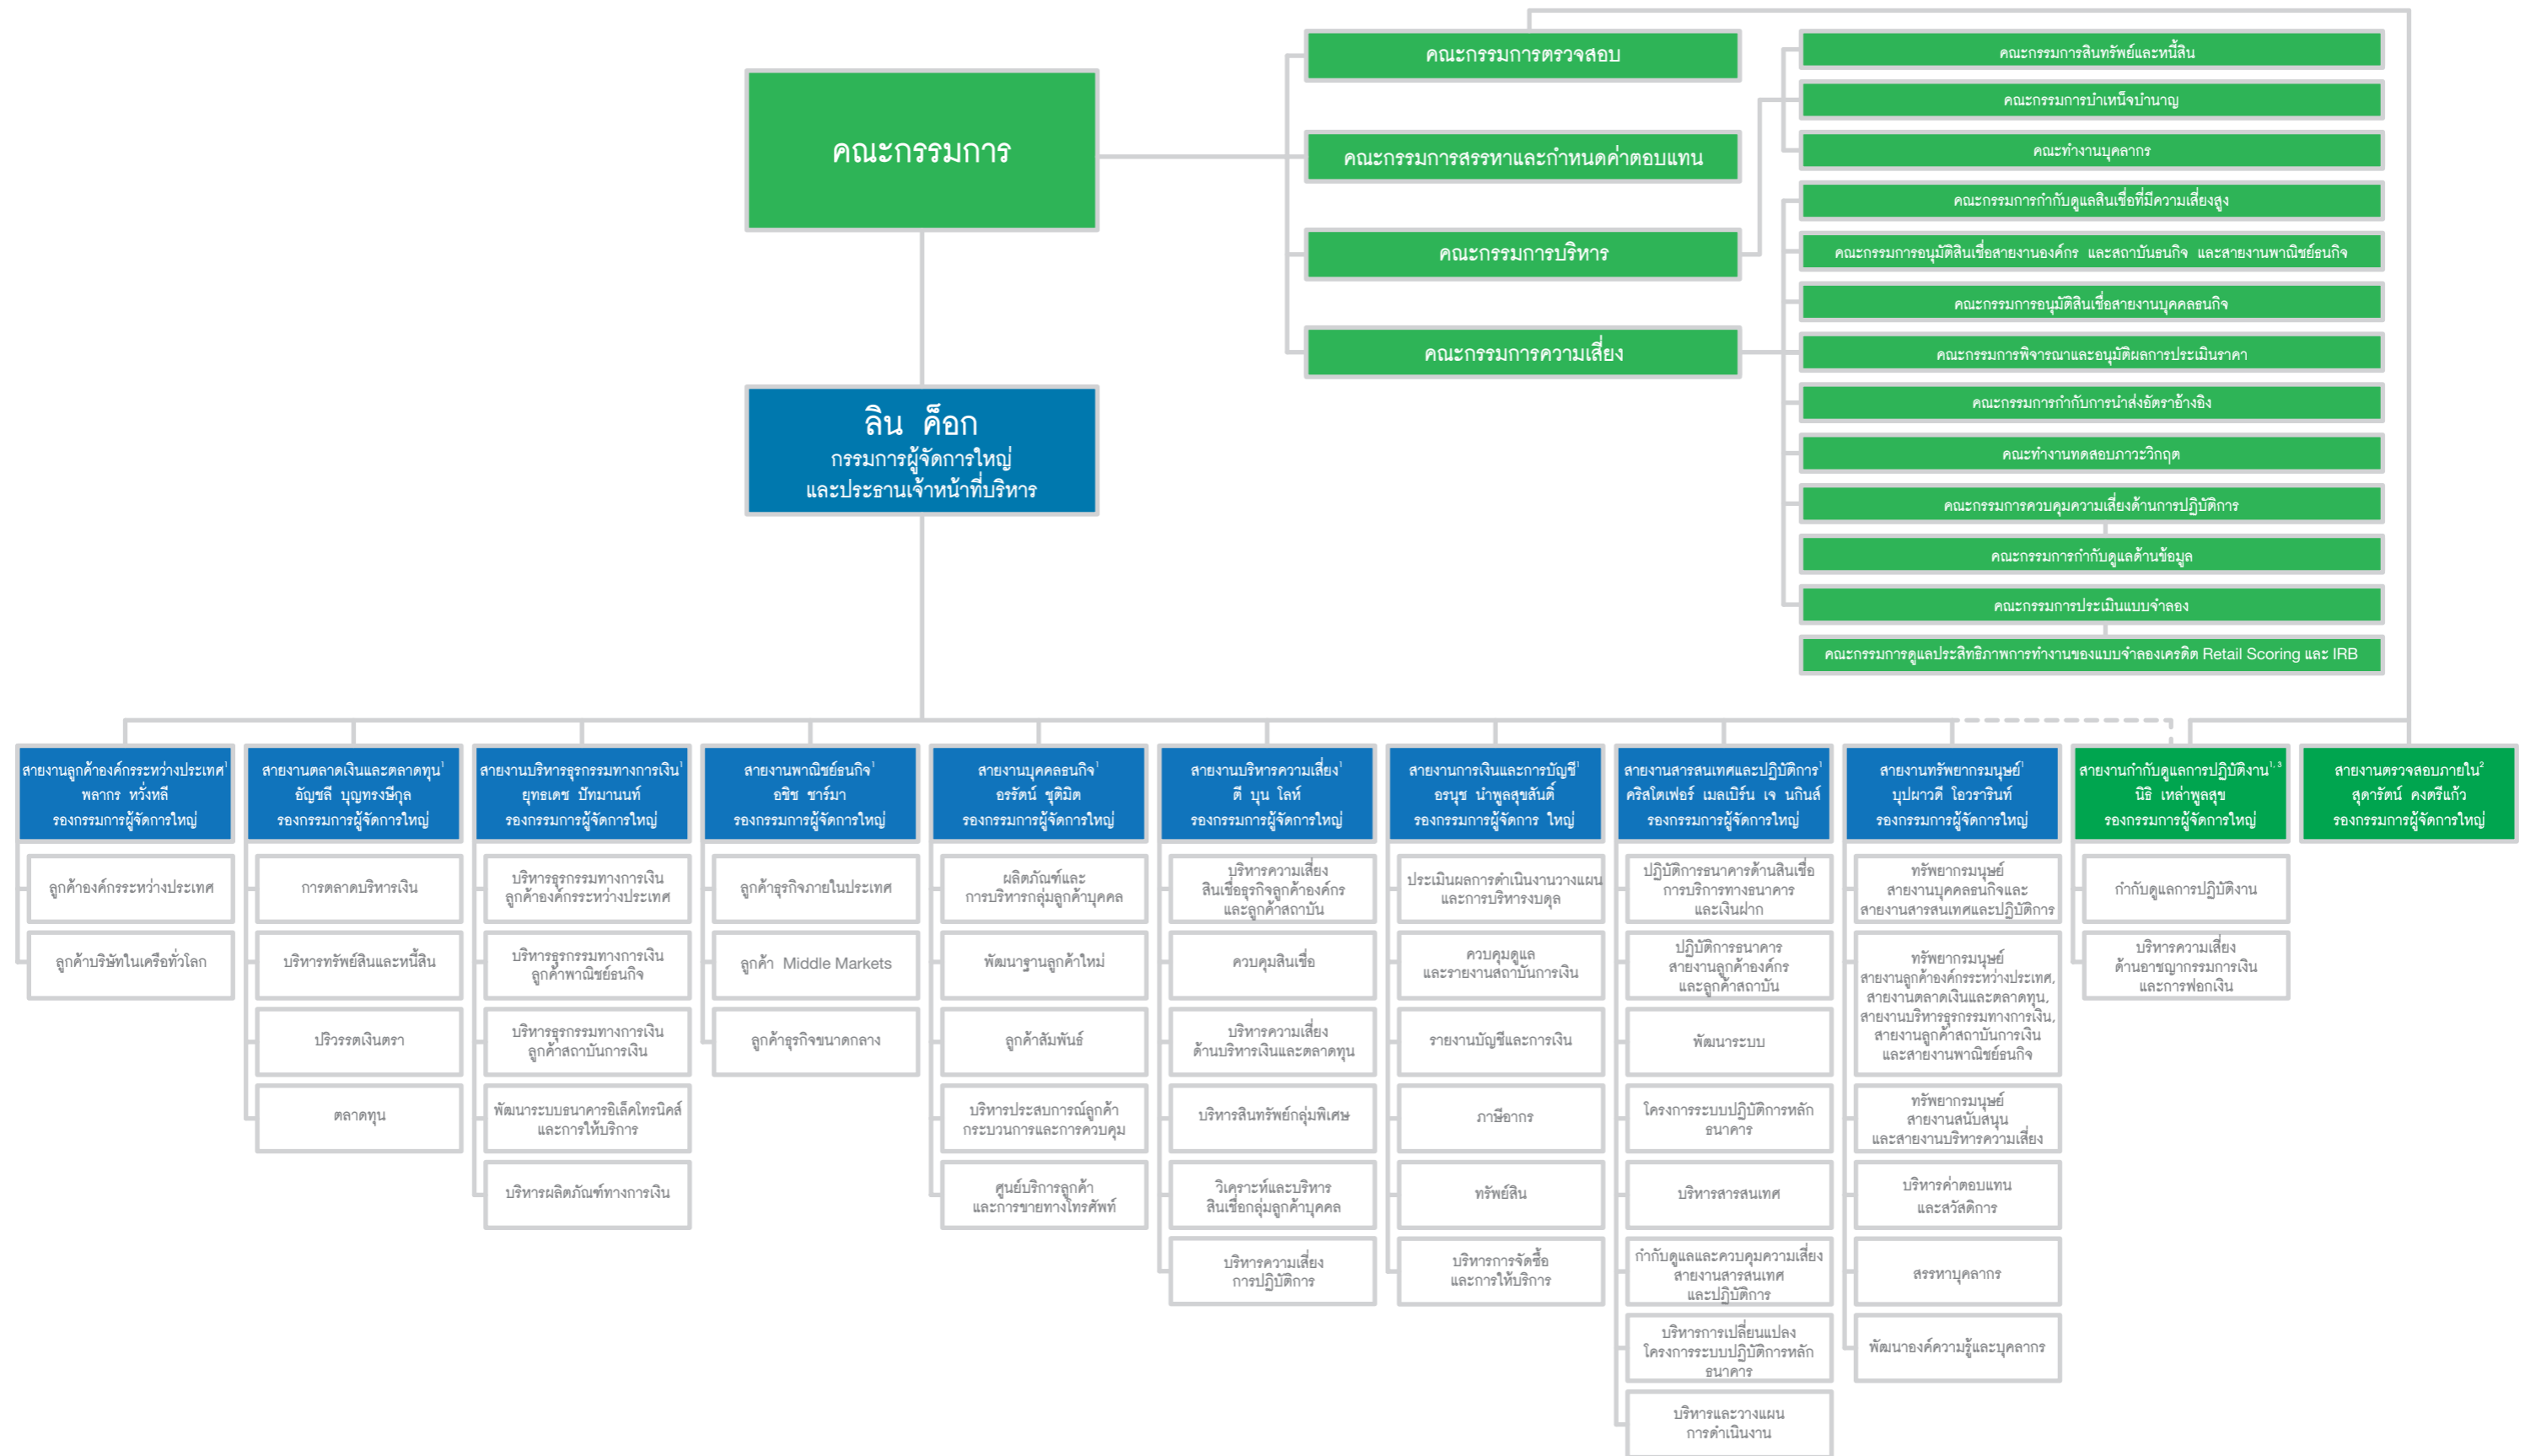 คณะกรรมการ
คณะกรรมการตรวจสอบ
คณะกรรมการสรรหาและกำหนดค่าตอบแทน
คณะกรรมการบริหาร
คณะกรรมการความเสี่ยง
คณะกรรมการสินทรัพย์และหนี้สิน
คณะกรรมการบำเหน็จบำนาญ
คณะทำงานบุคลากร
คณะกรรมการกำกับดูแลสินเชื่อที่มีความเสี่ยงสูง
คณะกรรมการอนุมัติสินเชื่อสายงานองค์กร และสถาบันธนกิจ และสายงานพาณิชย์ธนกิจ
คณะกรรมการอนุมัติสินเชื่อสายงานบุคคลธนกิจ
คณะกรรมการพิจารณาและอนุมัติผลการประเมินราคา
คณะกรรมการกำกับการนำส่งอัตราอ้างอิง
คณะทำงานทดสอบภาวะวิกฤต
คณะกรรมการควบคุมความเสี่ยงด้านการปฏิบัติการ
คณะกรรมการกำกับดูแลด้านข้อมูล
คณะกรรมการประเมินแบบจำลอง
คณะกรรมการดูแลประสิทธิภาพการทำงานของแบบจำลองเครดิต Retail Scoring และ IRB
ลิน ค็อก
กรรมการผู้จัดการใหญ่
และประธานเจ้าหน้าที่บริหาร
สายงานลูกค้าองค์กรระหว่างประเทศ¹
พลากร หวั่งหลี
รองกรรมการผู้จัดการใหญ่
ลูกค้าองค์กรระหว่างประเทศ
ลูกค้าบริษัทในเครือทั่วโลก
สายงานตลาดเงินและตลาดทุน¹
อัญชลี บุญทรงษีกุล
รองกรรมการผู้จัดการใหญ่
การตลาดบริหารเงิน
บริหารทรัพย์สินและหนี้สิน
ปริวรรตเงินตรา
ตลาดทุน
สายงานบริหารธุรกรรมทางการเงิน¹
ยุทธเดช ปัทมานนท์
รองกรรมการผู้จัดการใหญ่
บริหารธุรกรรมทางการเงิน
ลูกค้าองค์กรระหว่างประเทศ
บริหารธุรกรรมทางการเงิน
ลูกค้าพาณิชย์ธนกิจ
บริหารธุรกรรมทางการเงิน
ลูกค้าสถาบันการเงิน
พัฒนาระบบธนาคารอิเล็คโทรนิคส์
และการให้บริการ
บริหารผลิตภัณฑ์ทางการเงิน
สายงานพาณิชย์ธนกิจ¹
อชิช ชาร์มา
รองกรรมการผู้จัดการใหญ่
ลูกค้าธุรกิจภายในประเทศ
ลูกค้า Middle Markets
ลูกค้าธุรกิจขนาดกลาง
สายงานบุคคลธนกิจ¹
อรรัตน์ ชุติมิต
รองกรรมการผู้จัดการใหญ่
ผลิตภัณฑ์และ
การบริหารกลุ่มลูกค้าบุคคล
พัฒนาฐานลูกค้าใหม่
ลูกค้าสัมพันธ์
บริหารประสบการณ์ลูกค้า
กระบวนการและการควบคุม
ศูนย์บริการลูกค้า
และการขายทางโทรศัพท์
สายงานบริหารความเสี่ยง¹
ตี บุน โลห์
รองกรรมการผู้จัดการใหญ่
บริหารความเสี่ยง
สินเชื่อธุรกิจลูกค้าองค์กร
และลูกค้าสถาบัน
ควบคุมสินเชื่อ
บริหารความเสี่ยง
ด้านบริหารเงินและตลาดทุน
บริหารสินทรัพย์กลุ่มพิเศษ
วิเคราะห์และบริหาร
สินเชื่อกลุ่มลูกค้าบุคคล
บริหารความเสี่ยง
การปฏิบัติการ
สายงานการเงินและการบัญชี¹
อรนุช นำพูลสุขสันติ์
รองกรรมการผู้จัดการ ใหญ่
ประเมินผลการดำเนินงานวางแผน
และการบริหารงบดุล
ควบคุมดูแล
และรายงานสถาบันการเงิน
รายงานบัญชีและการเงิน
ภาษีอากร
ทรัพย์สิน
บริหารการจัดซื้อ
และการให้บริการ
สายงานสารสนเทศและปฏิบัติการ¹
คริสโตเฟอร์ เมลเบิร์น เจ นกินส์
รองกรรมการผู้จัดการใหญ่
ปฏิบัติการธนาคารด้านสินเชื่อ
การบริการทางธนาคาร
และเงินฝาก
ปฏิบัติการธนาคาร
สายงานลูกค้าองค์กร
และลูกค้าสถาบัน
พัฒนาระบบ
โครงการระบบปฏิบัติการหลัก
ธนาคาร
บริหารสารสนเทศ
กำกับดูแลและควบคุมความเสี่ยง
สายงานสารสนเทศ
และปฏิบัติการ
บริหารการเปลี่ยนแปลง
โครงการระบบปฏิบัติการหลัก
ธนาคาร
บริหารและวางแผน
การดำเนินงาน
สายงานทรัพยากรมนุษย์¹
บุปผาวดี โอวรารินท์
รองกรรมการผู้จัดการใหญ่
ทรัพยากรมนุษย์
สายงานบุคคลธนกิจและ
สายงานสารสนเทศและปฏิบัติการ
ทรัพยากรมนุษย์
สายงานลูกค้าองค์กรระหว่างประเทศ,
สายงานตลาดเงินและตลาดทุน,
สายงานบริหารธุรกรรมทางการเงิน,
สายงานลูกค้าสถาบันการเงิน
และสายงานพาณิชย์ธนกิจ
ทรัพยากรมนุษย์
สายงานสนับสนุน
และสายงานบริหารความเสี่ยง
บริหารค่าตอบแทน
และสวัสดิการ
สรรหาบุคลากร
พัฒนาองค์ความรู้และบุคลากร
สายงานกำกับดูแลการปฏิบัติงาน¹,³
นิธิ เหล่าพูลสุข
รองกรรมการผู้จัดการใหญ่
กำกับดูแลการปฏิบัติงาน
บริหารความเสี่ยง
ด้านอาชญากรรมการเงิน
และการฟอกเงิน
สายงานตรวจสอบภายใน²
สุดารัตน์ คงตรีแก้ว
รองกรรมการผู้จัดการใหญ่